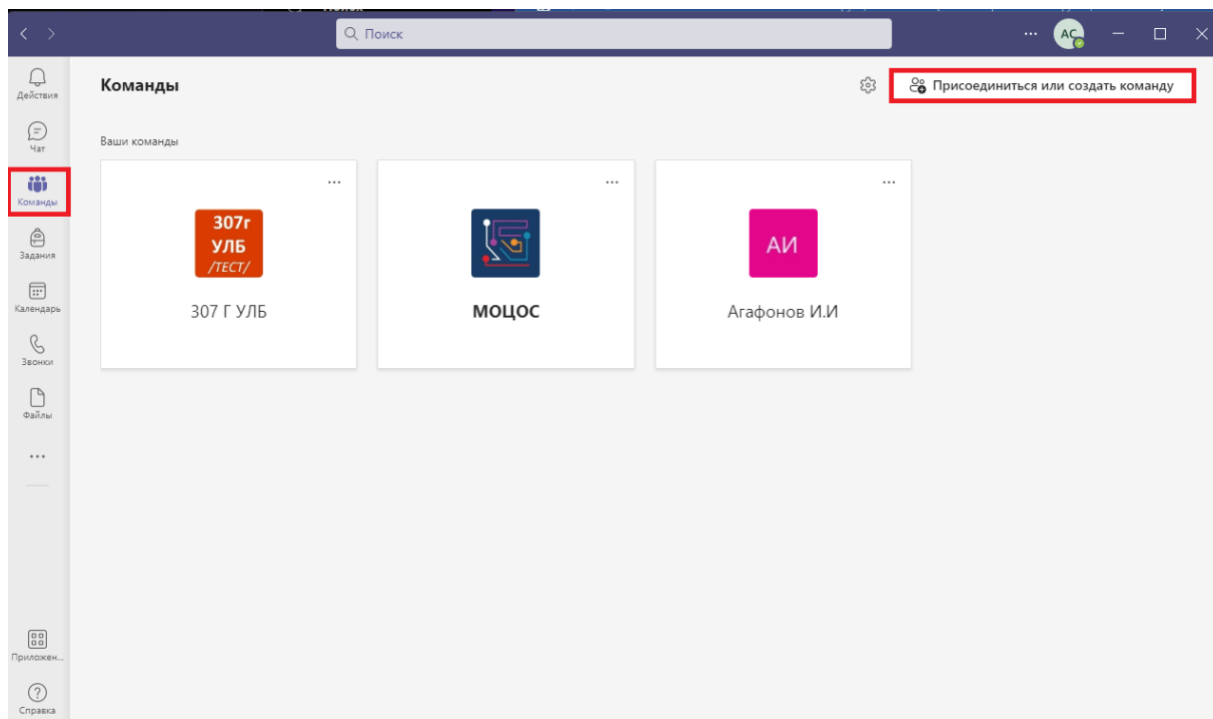 Поиск
АС
Действия
Чат
Команды
Задания
Календарь
Звонки
Файлы
Приложен...
Справка
Команды
Присоединиться или создать команду
Ваши команды
307г
УЛБ
/ТЕСТ/
307 Г УЛБ
МОЦОС
АИ
Агафонов И.И